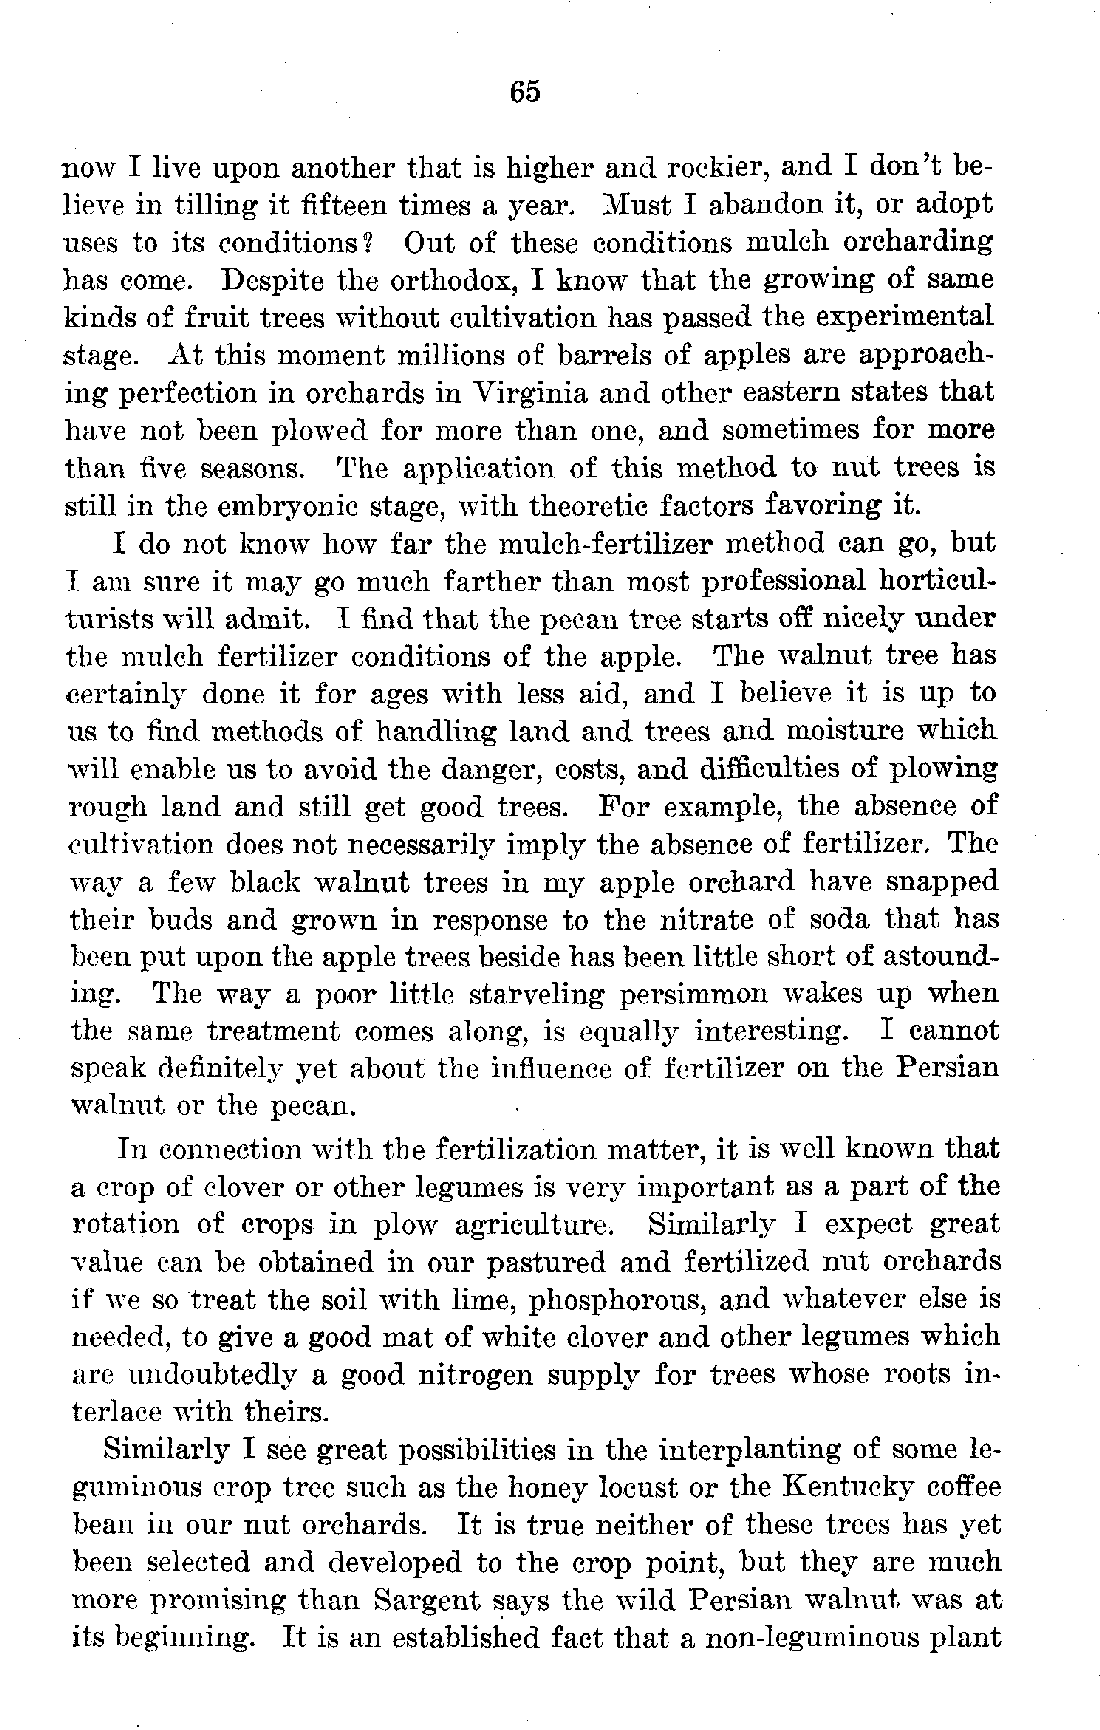 65
now I live upon another that is higher and rockier, and I don't be-
lieve in tilling it fifteen times a year. Must I abandon it, or adopt
uses to its conditions? Out of these conditions mulch orcharding
has come. Despite the orthodox, I know that the growing of same
kinds of fruit trees without cultivation has passed the experimental
stage. At this moment millions of barrels of apples are approach-
ing perfection in orchards in Virginia and other eastern states that
have not been plowed for more than one, and sometimes for more
than five seasons. The application of this method to nut trees is
still in the embryonic stage, with theoretic factors favoring it.
I do not know how far the mulch-fertilizer method can go, but
I am sure it may go much farther than most professional horticul-
turists will admit. I find that the pecan tree starts off nicely under
the mulch fertilizer conditions of the apple. The walnut tree has
certainly done it for ages with less aid, and I believe it is up to
us to find methods of handling land and trees and moisture which
will enable us to avoid the danger, costs, and difficulties of plowing
rough land and still get good trees. For example, the absence of
cultivation does not necessarily imply the absence of fertilizer. The
way a few black walnut trees in my apple orchard have snapped
their buds and grown in response to the nitrate of soda that has
been put upon the apple trees beside has been little short of astound-
ing. The way a poor little starveling persimmon wakes up when
the same treatment comes along, is equally interesting. I cannot
speak definitely yet about the influence of fertilizer on the Persian
walnut or the pecan.
In connection with the fertilization matter, it is well known that
a crop of clover or other legumes is very important as a part of the
rotation of crops in plow agriculture. Similarly I expect great
value can be obtained in our pastured and fertilized nut orchards
if we so treat the soil with lime, phosphorous, and whatever else is
needed, to give a good mat of white clover and other legumes which
are undoubtedly a good nitrogen supply for trees whose roots in-
terlace with theirs.
Similarly I see great possibilities in the interplanting of some le-
guminous crop tree such as the honey locust or the Kentucky coffee
bean in our nut orchards. It is true neither of these trees has yet
been selected and developed to the crop point, but they are much
more promising than Sargent says the wild Persian walnut was at
its beginning. It is an established fact that a non-leguminous plant